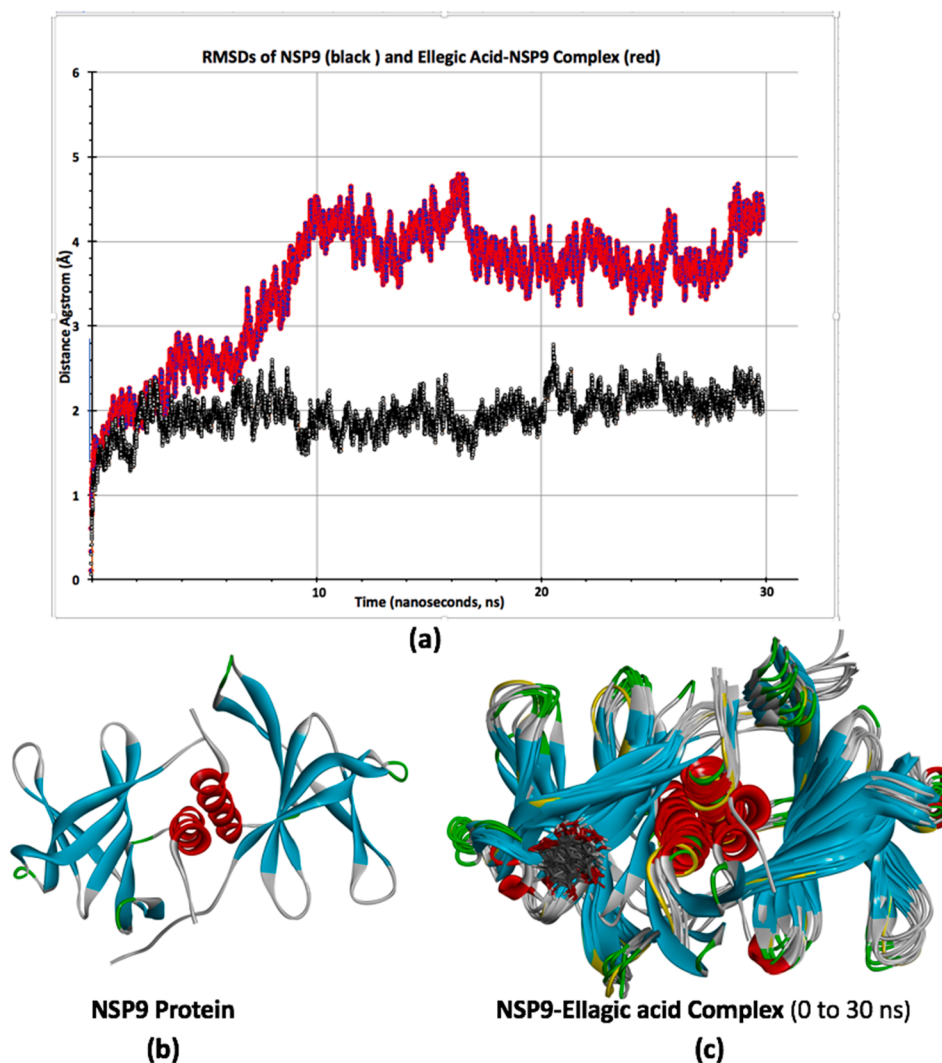 RMSDs of NSP9 (black ) and Ellegic Acid-NSP9 Complex (red)
6
5
4
3
2
1
0
Distance Agstrom (Å)
10
20
30
Time (nanoseconds, ns)
(a)
NSP9 Protein
(b)
NSP9-Ellagic acid Complex (0 to 30 ns)
(c)